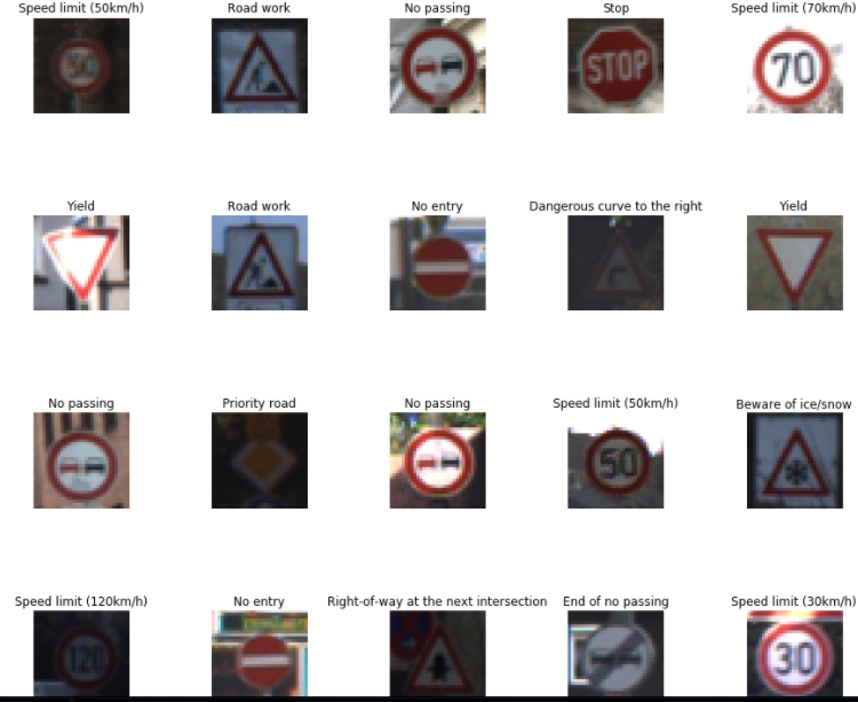 Speed limit (50km/h) Road work No passing Stop Speed limit (70km/h)
50 STOP 70
Yield Road work No entry Dangerous curve to the right Yield
No passing Priority road No passing Speed limit (50km/h) Beware of ice/snow
50
Speed limit (120km/h) No entry Right-of-way at the next intersection End of no passing Speed limit (30km/h)
120 30